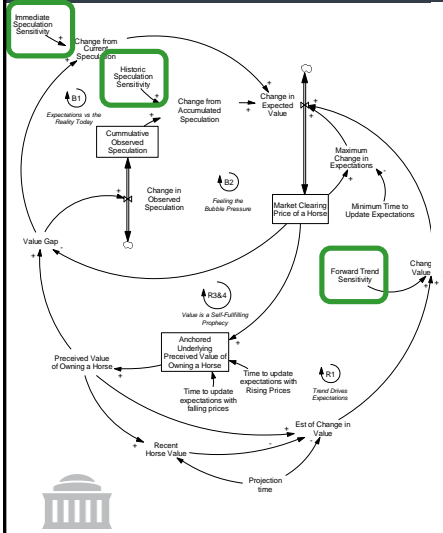 Immediate
Speculation
Sensitivity
Change from
Current
Speculation
Historic
Speculation
Sensitivity
B1
Expectations vs the
Reality Today
Change from
Accumulated
Speculation
Change in
Expected
Value
Cummulative
Observed
Speculation
Maximum
Change in
Expectations
Change in
Observed
Speculation
B2
Feeling the
Bubble Pressure
Market Clearing
Price of a Horse
Minimum Time to
Update Expectations
Value Gap
Forward Trend
Sensitivity
Value
R3&4
Value is a Self-Fullfilling
Prophecy
Anchored
Underlying
Preceived Value of
Owning a Horse
Preceived Value
of Owning a Horse
Time to update
expectations with
Rising Prices
R1
Trend Drives
Expectations
Time to update
expectations with
falling prices
Est of Change in
Value
Recent
Horse Value
Projection
time